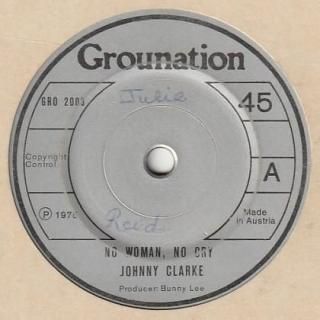 Grounation
GRO 2003
Julie
45
Copyright
Control
A
Ⓟ 1976
Reid
Made
in Austria
NO WOMAN, NO CRY
JOHNNY CLARKE
Producer: Bunny Lee